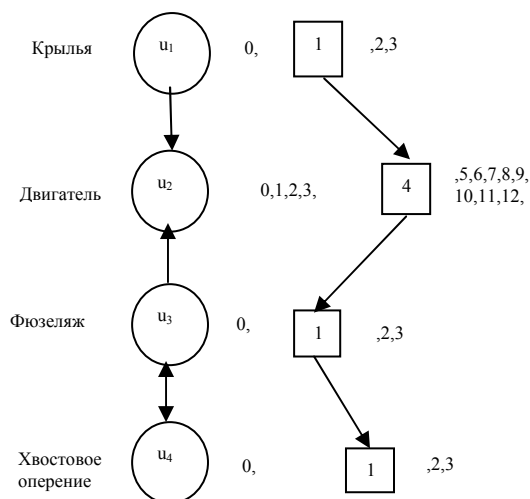 Крылья u1 0, 1 ,2,3
Двигатель u2 0,1,2,3, 4 ,5,6,7,8,9,
10,11,12,
Фюзеляж u3 0, 1 ,2,3
Хвостовое
оперение u4 0, 1 ,2,3